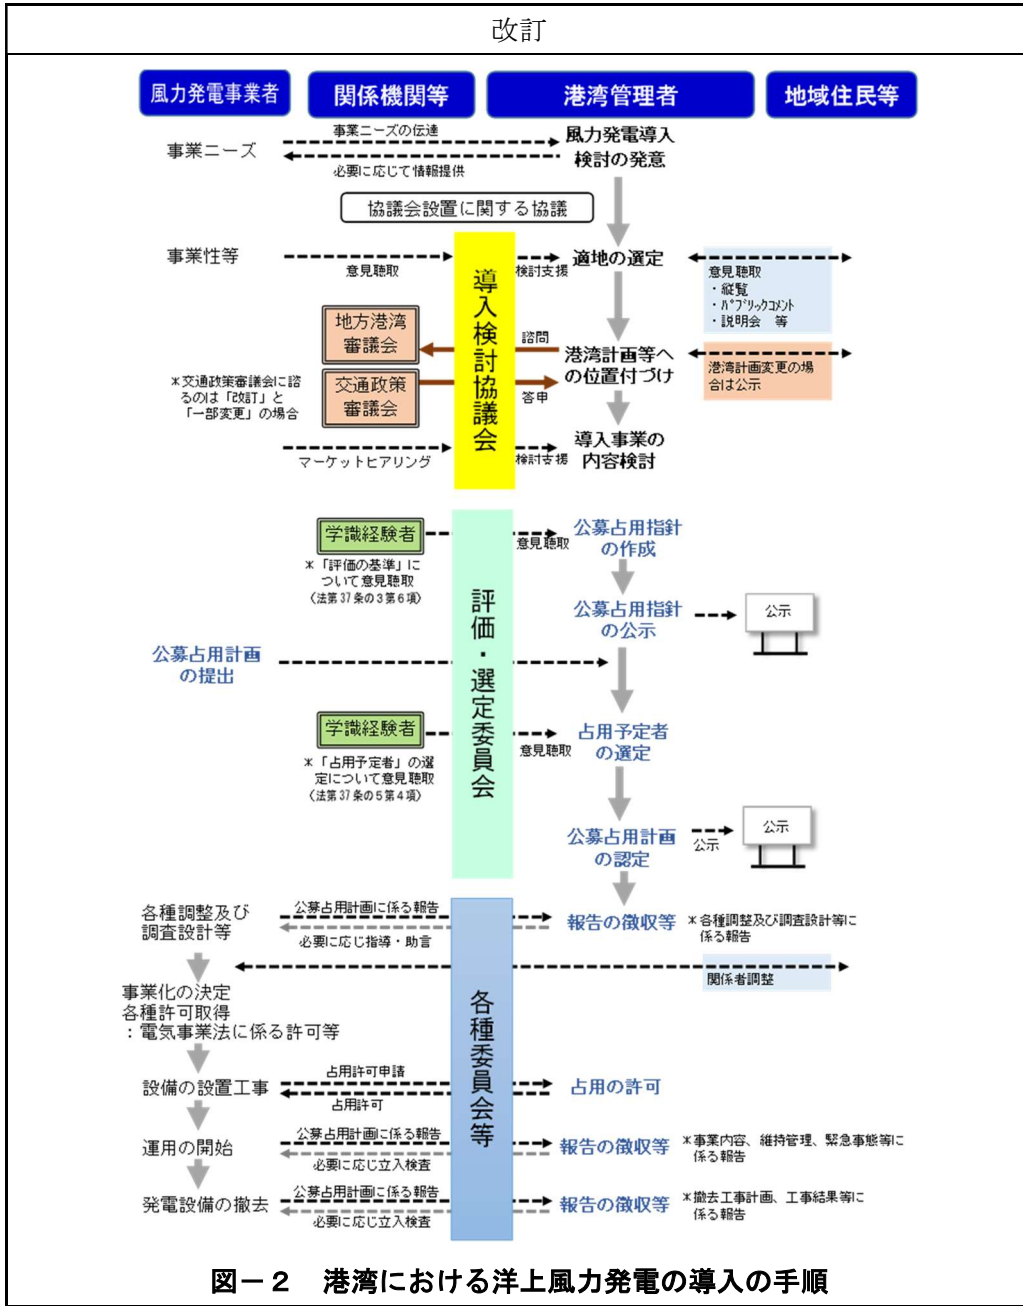 改訂
風力発電事業者
関係機関等
港湾管理者
地域住民等
事業ニーズ
事業ニーズの伝達
必要に応じて情報提供
風力発電導入
検討の発意
協議会設置に関する協議
事業性等
意見聴取
導入検討協議会
検討支援
適地の選定
意見聴取
・縦覧
・パブリックコメント
・説明会 等
地方港湾
審議会
諮問
港湾計画等へ
の位置付づけ
港湾計画変更の場
合は公示
*交通政策審議会に諮
るのは「改訂」と
「一部変更」の場合
交通政策
審議会
答申
マーケットヒアリング
検討支援
導入事業の
内容検討
学識経験者
*「評価の基準」に
ついて意見聴取
(法第37条の3第6項)
評価・選定委員会
意見聴取
公募占用指針
の作成
公募占用指針
の公示
公示
公募占用計画
の提出
学識経験者
*「占用予定者」の選
定について意見聴取
(法第37条の5第4項)
意見聴取
占用予定者
の選定
公募占用計画
の認定
公示
公示
各種調整及び
調査設計等
公募占用計画に係る報告
必要に応じ指導・助言
各種委員会等
報告の徴収等
*各種調整及び調査設計等に
係る報告
関係者調整
事業化の決定
各種許可取得
：電気事業法に係る許可等
設備の設置工事
占用許可申請
占用許可
占用の許可
運用の開始
公募占用計画に係る報告
必要に応じ立入検査
報告の徴収等
*事業内容、維持管理、緊急事態等に
係る報告
発電設備の撤去
公募占用計画に係る報告
必要に応じ立入検査
報告の徴収等
*撤去工事計画、工事結果等に
係る報告
図－２ 港湾における洋上風力発電の導入の手順